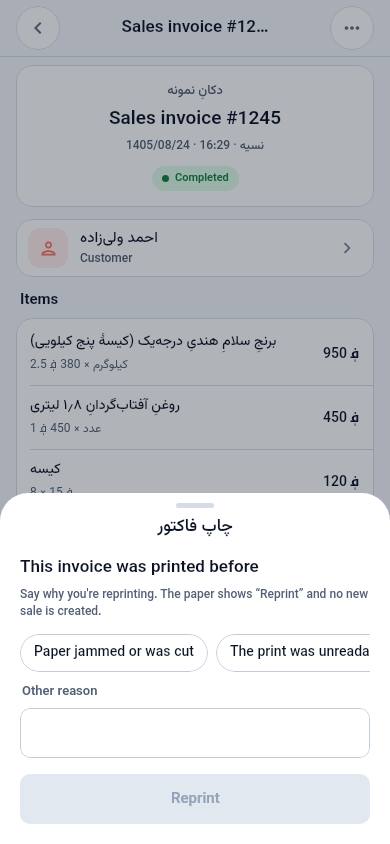 Sales invoice #12…
دکانِ نمونه
Sales invoice #1245
نسیه · 16:29 · 1405/08/24
Completed
احمد ولی‌زاده
Customer
Items
برنجِ سلامِ هندیِ درجه‌یک (کیسهٔ پنج کیلویی)
950 ؋
2.5 کیلوگرم × 380 ؋
روغنِ آفتاب‌گردانِ ۱٫۸ لیتری
450 ؋
1 عدد × 450 ؋
کیسه
120 ؋
8 × 15 ؋
چاپ فاکتور
This invoice was printed before
Say why you're reprinting. The paper shows “Reprint” and no new
sale is created.
Paper jammed or was cut
The print was unreada
Other reason
Reprint